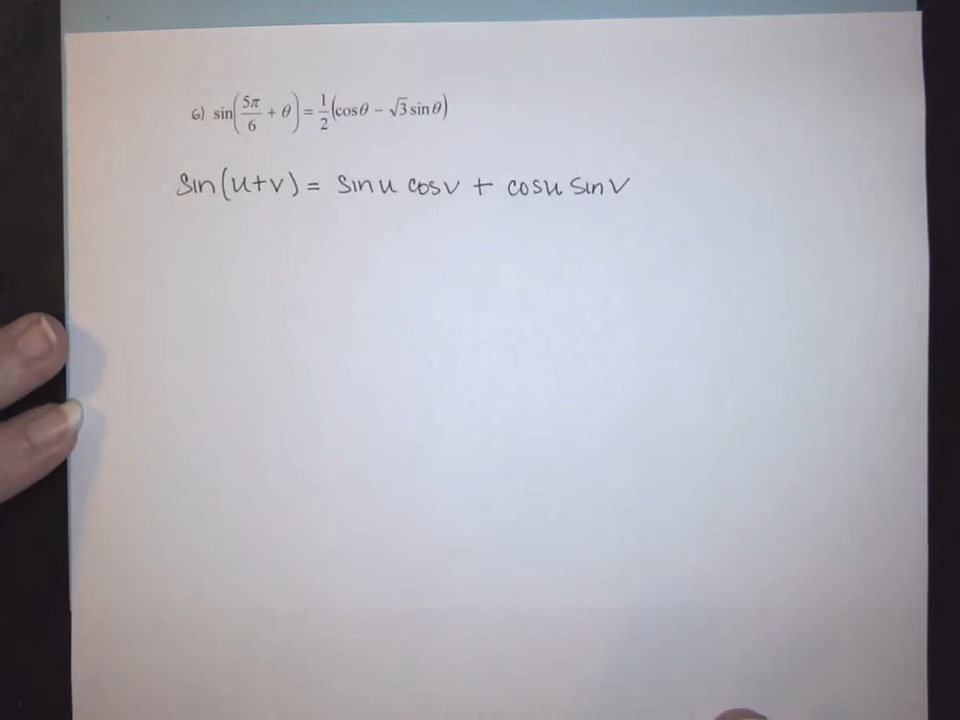 6) sin(5π/6 + θ) = 1/2(cosθ − √3 sinθ)
sin(u+v) = sinu cosv + cosu sinv